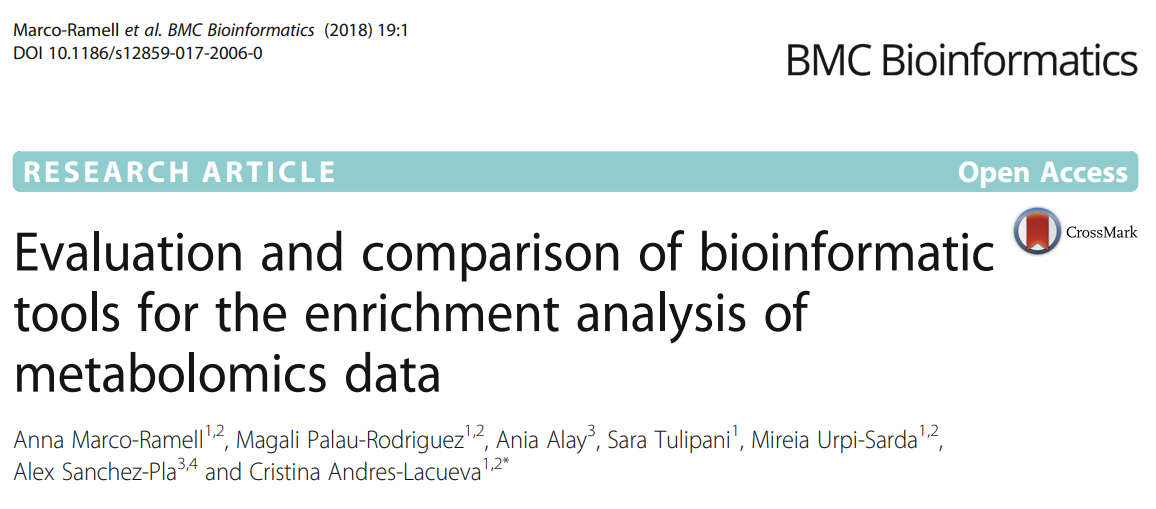 Marco-Ramell et al. BMC Bioinformatics (2018) 19:1
DOI 10.1186/s12859-017-2006-0
BMC Bioinformatics
RESEARCH ARTICLE
Open Access
Evaluation and comparison of bioinformatic
tools for the enrichment analysis of
metabolomics data
CrossMark
Anna Marco-Ramell1,2, Magali Palau-Rodriguez1,2, Ania Alay3, Sara Tulipani1, Mireia Urpi-Sarda1,2,
Alex Sanchez-Pla3,4 and Cristina Andres-Lacueva1,2*